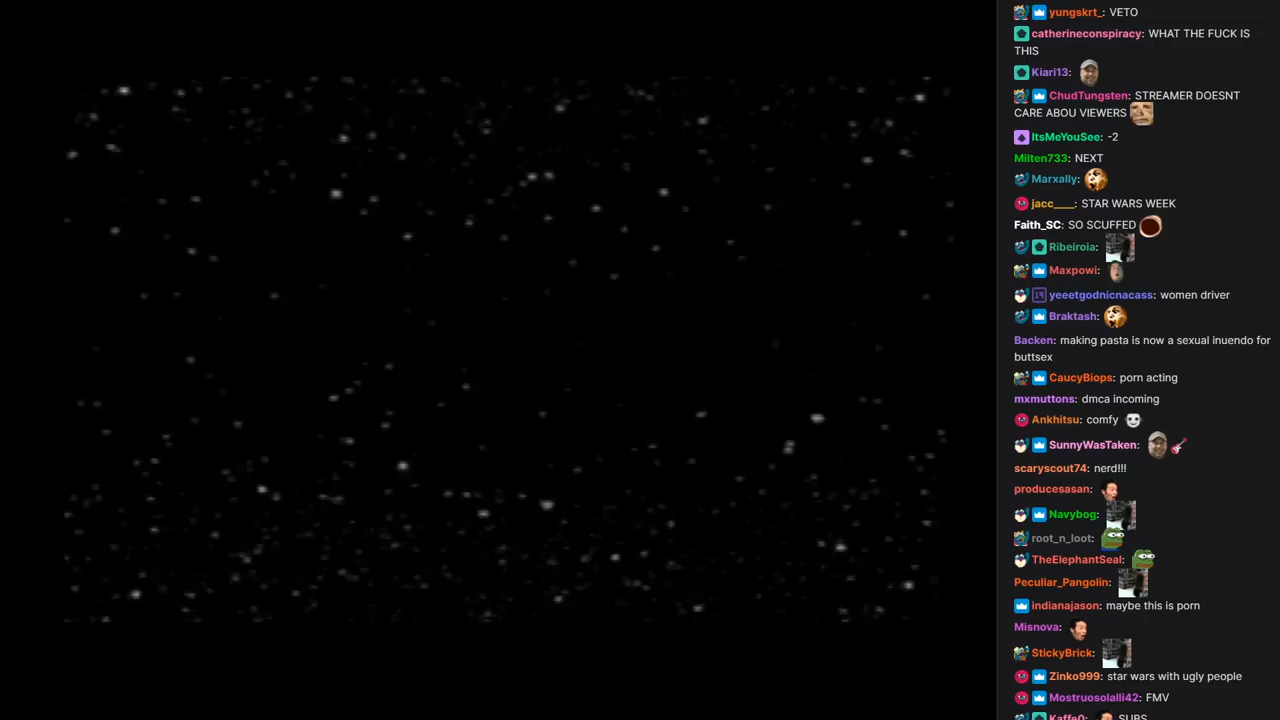 yungskrt_: VETO
catherineconspiracy: WHAT THE FUCK IS
THIS
Kiari13:
ChudTungsten: STREAMER DOESNT
CARE ABOU VIEWERS
ItsMeYouSee: -2
Milten733: NEXT
Marxally:
jacc____: STAR WARS WEEK
Faith_SC: SO SCUFFED
Ribeiroia:
Maxpowi:
yeeetgodnicnacass: women driver
Braktash:
Backen: making pasta is now a sexual inuendo for
buttsex
CaucyBiops: porn acting
mxmuttons: dmca incoming
Ankhitsu: comfy
SunnyWasTaken:
scaryscout74: nerd!!!
producesasan:
Navybog:
root_n_loot:
TheElephantSeal:
Peculiar_Pangolin:
indianajason: maybe this is porn
Misnova:
StickyBrick:
Zinko999: star wars with ugly people
Mostruosolalli42: FMV
Kaffe0: SUBS